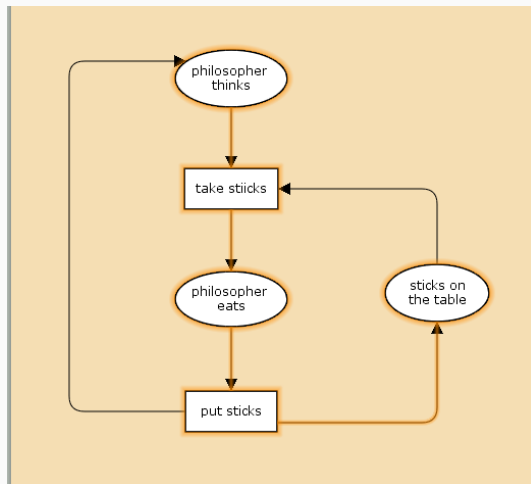 philosopher
thinks
take stiicks
philosopher
eats
sticks on
the table
put sticks